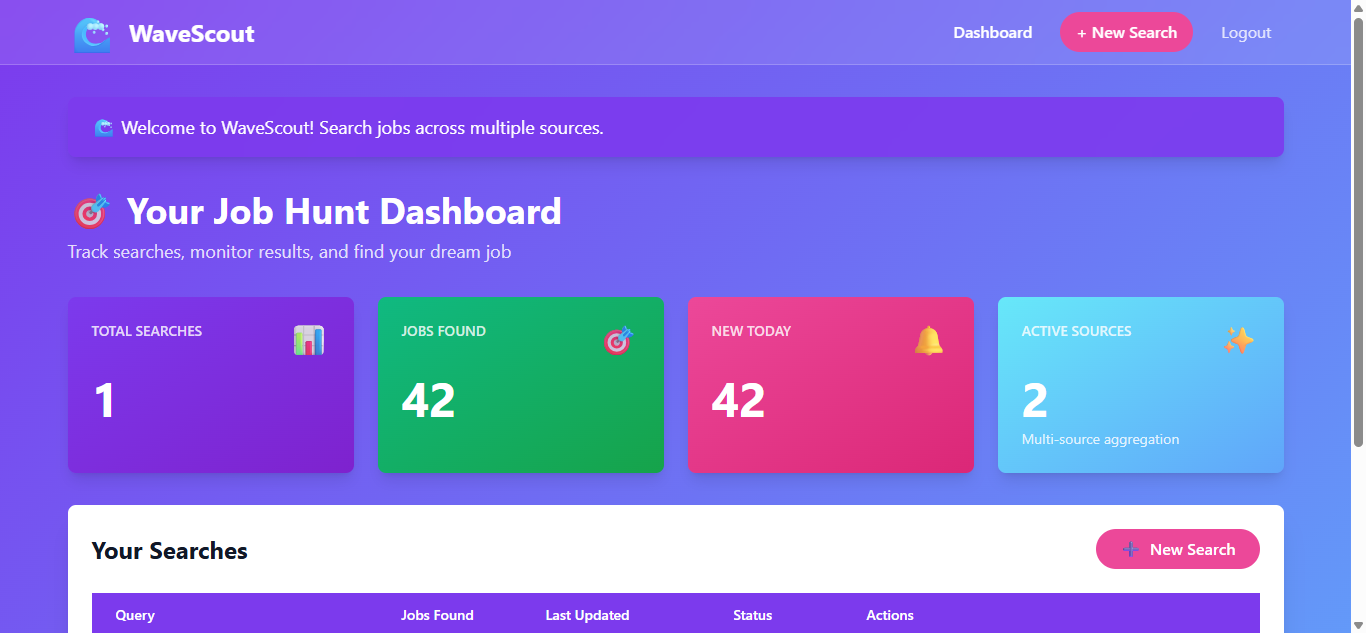 WaveScout
Dashboard
+ New Search
Logout
Welcome to WaveScout! Search jobs across multiple sources.
Your Job Hunt Dashboard
Track searches, monitor results, and find your dream job
TOTAL SEARCHES
1
JOBS FOUND
42
NEW TODAY
42
ACTIVE SOURCES
2
Multi-source aggregation
Your Searches
➕ New Search
Query Jobs Found Last Updated Status Actions